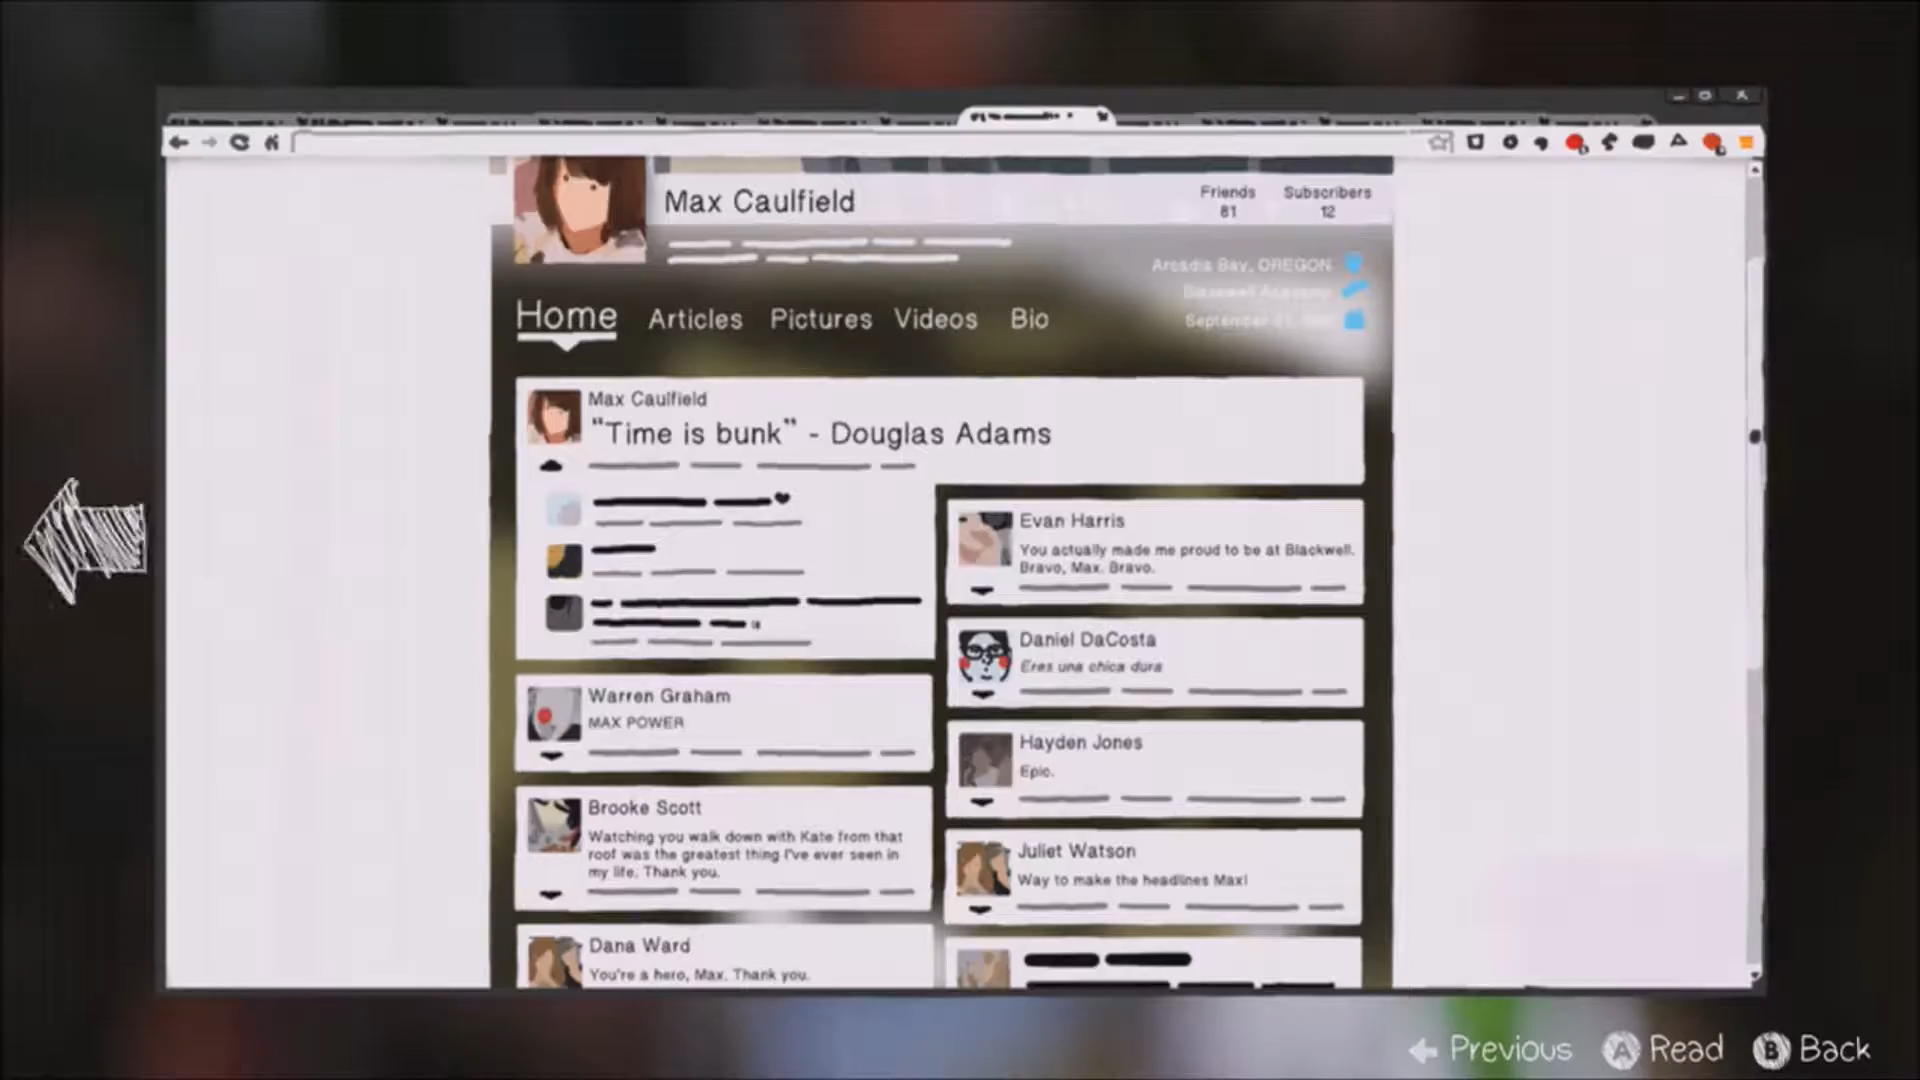 Max Caulfield
Friends
81
Subscribers
12
Arcadia Bay, OREGON
Blackwell Academy
September
Home
Articles
Pictures
Videos
Bio
Max Caulfield
"Time is bunk" - Douglas Adams
Warren Graham
MAX POWER
Brooke Scott
Watching you walk down with Kate from that
roof was the greatest thing I've ever seen in
my life. Thank you.
Dana Ward
You're a hero, Max. Thank you.
Evan Harris
You actually made me proud to be at Blackwell.
Bravo, Max. Bravo.
Daniel DaCosta
Eres una chica dura
Hayden Jones
Epic.
Juliet Watson
Way to make the headlines Max!
Previous
A Read
B Back